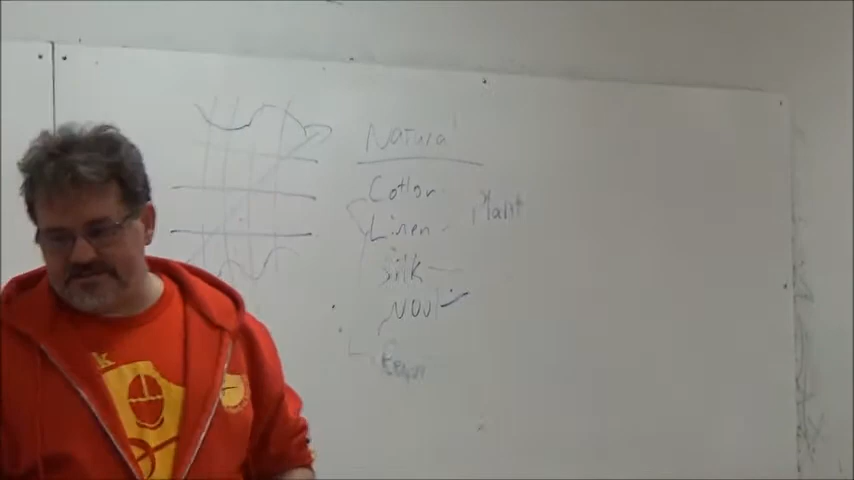 Natural
Cotton
Linen - Plant
Silk -
Wool